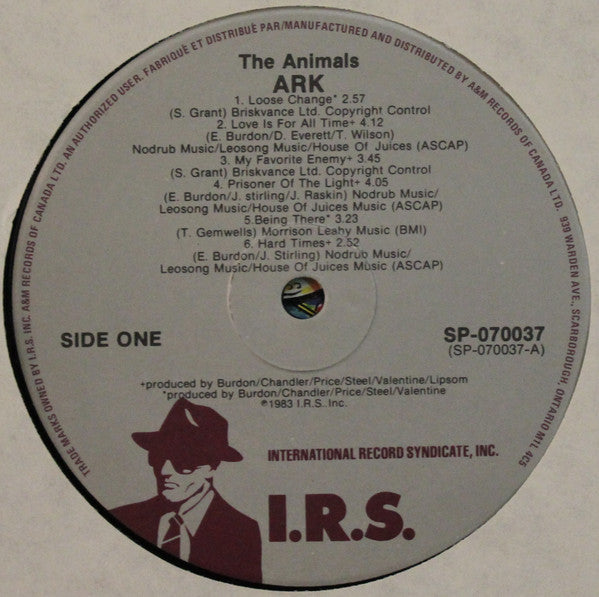 TRADE MARKS OWNED BY I.R.S. INC. A&M RECORDS OF CANADA LTD. AN AUTHORIZED USER. FABRIQUÉ ET DISTRIBUÉ PAR/MANUFACTURED AND DISTRIBUTED BY A&M RECORDS OF CANADA LTD. 939 WARDEN AVE., SCARBOROUGH, ONTARIO M1L 4C5
The Animals
ARK
1. Loose Change* 2.57
(S. Grant) Briskvance Ltd. Copyright Control
2. Love Is For All Time+ 4.12
(E. Burdon/D. Everett/T. Wilson)
Nodrub Music/Leosong Music/House Of Juices (ASCAP)
3. My Favorite Enemy+ 3.45
(S. Grant) Briskvance Ltd. Copyright Control
4. Prisoner Of The Light+ 4.05
(E. Burdon/J. stirling/J. Raskin) Nodrub Music/
Leosong Music/House Of Juices Music (ASCAP)
5.Being There* 3.23
(T. Gemwells) Morrison Leahy Music (BMI)
6. Hard Times+ 2.52
(E. Burdon/J. Stirling) Nodrub Music/
Leosong Music/House Of Juices Music (ASCAP)
SIDE ONE
SP-070037
(SP-070037-A)
+produced by Burdon/Chandler/Price/Steel/Valentine/Lipsom
*produced by Burdon/Chandler/Price/Steel/Valentine
℗1983 I.R.S. Inc.
INTERNATIONAL RECORD SYNDICATE, INC.
I.R.S.